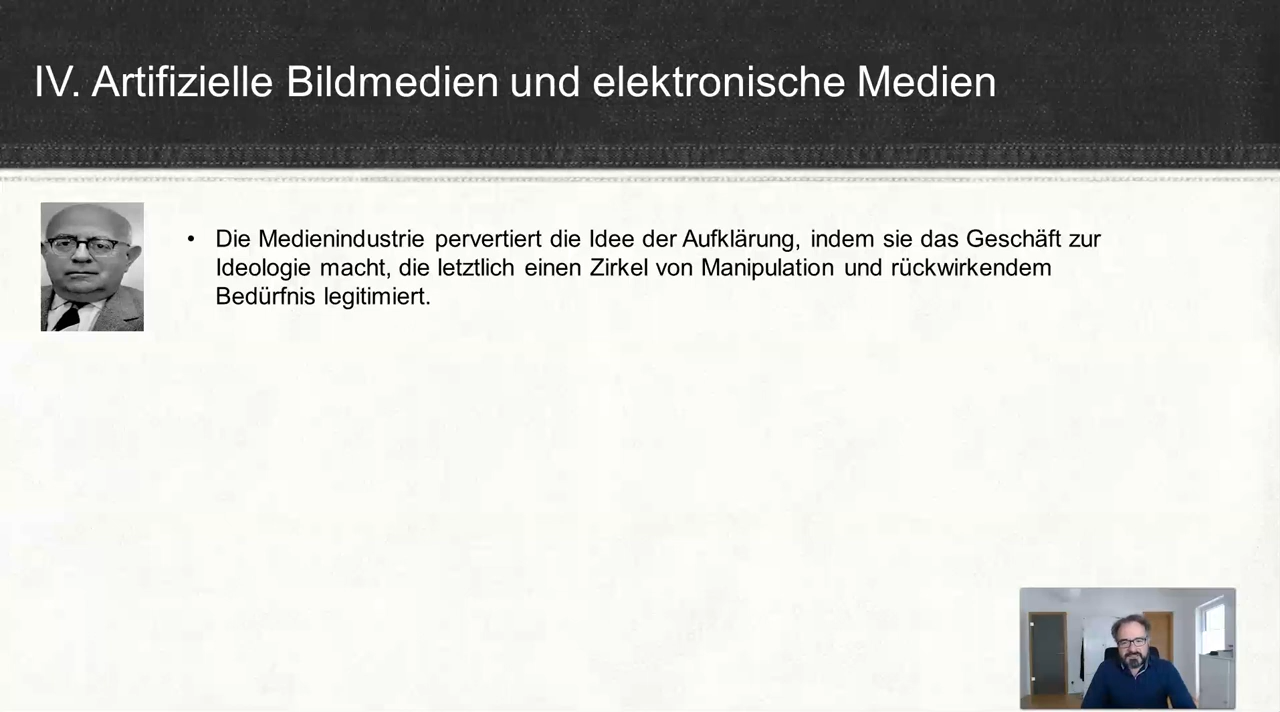 IV. Artifizielle Bildmedien und elektronische Medien
• Die Medienindustrie pervertiert die Idee der Aufklärung, indem sie das Geschäft zur
Ideologie macht, die letztlich einen Zirkel von Manipulation und rückwirkendem
Bedürfnis legitimiert.